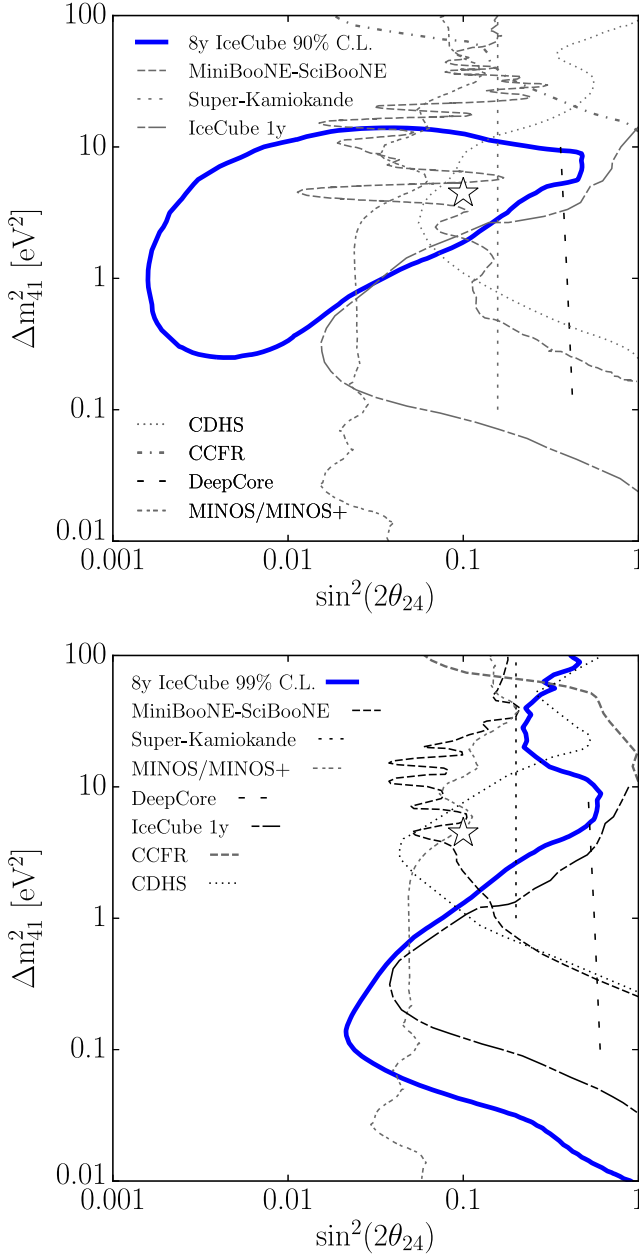 100
10
1
0.1
0.01
Δm²₄₁ [eV²]
8y IceCube 90% C.L.
MiniBooNE-SciBooNE
Super-Kamiokande
IceCube 1y
CDHS
CCFR
DeepCore
MINOS/MINOS+
0.001 0.01 0.1 1
sin²(2θ₂₄)
100
10
1
0.1
0.01
Δm²₄₁ [eV²]
8y IceCube 99% C.L.
MiniBooNE-SciBooNE
Super-Kamiokande
MINOS/MINOS+
DeepCore
IceCube 1y
CCFR
CDHS
0.001 0.01 0.1 1
sin²(2θ₂₄)